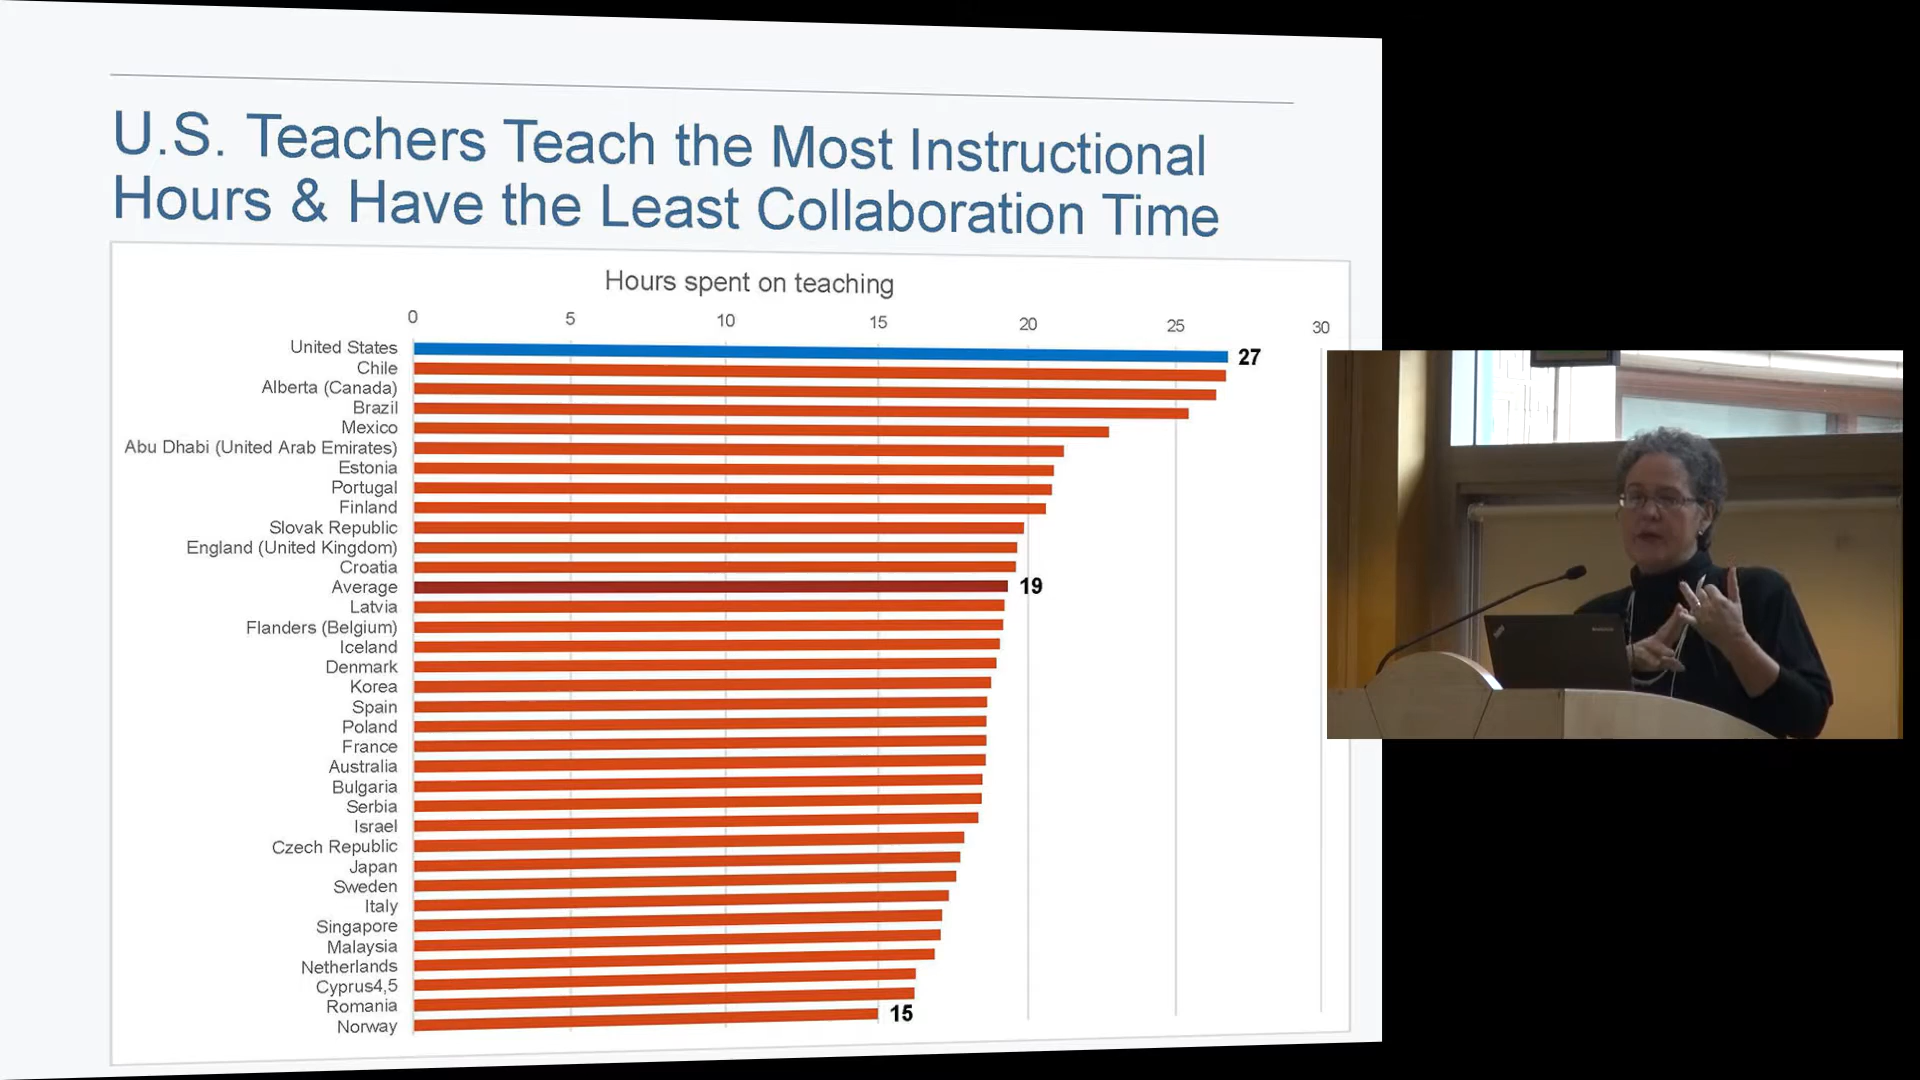 U.S. Teachers Teach the Most Instructional
Hours & Have the Least Collaboration Time
Hours spent on teaching
0 5 10 15 20 25 30
United States 27
Chile
Alberta (Canada)
Brazil
Mexico
Abu Dhabi (United Arab Emirates)
Estonia
Portugal
Finland
Slovak Republic
England (United Kingdom)
Croatia
Average 19
Latvia
Flanders (Belgium)
Iceland
Denmark
Korea
Spain
Poland
France
Australia
Bulgaria
Serbia
Israel
Czech Republic
Japan
Sweden
Italy
Singapore
Malaysia
Netherlands
Cyprus4,5
Romania
Norway 15